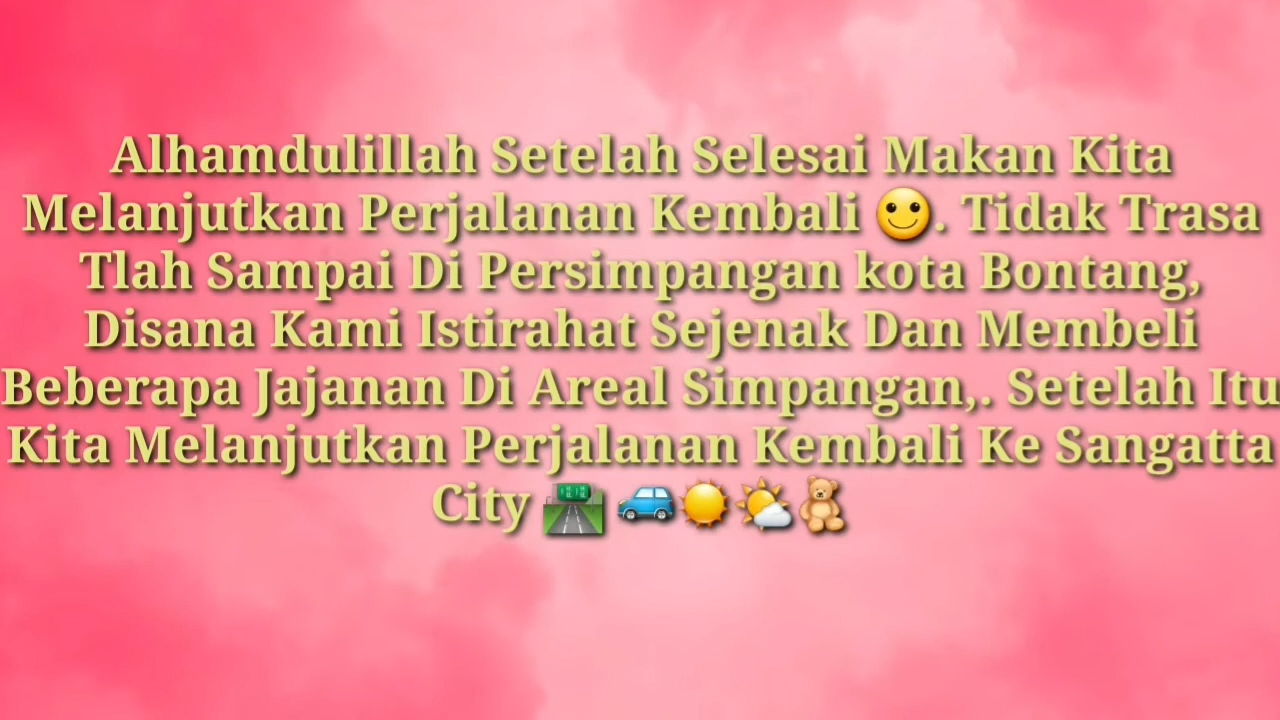 Alhamdulillah Setelah Selesai Makan Kita
Melanjutkan Perjalanan Kembali 🙂. Tidak Trasa
Tlah Sampai Di Persimpangan kota Bontang,
Disana Kami Istirahat Sejenak Dan Membeli
Beberapa Jajanan Di Areal Simpangan,. Setelah Itu
Kita Melanjutkan Perjalanan Kembali Ke Sangatta
City 🛣️🚙☀️🌤️🧸